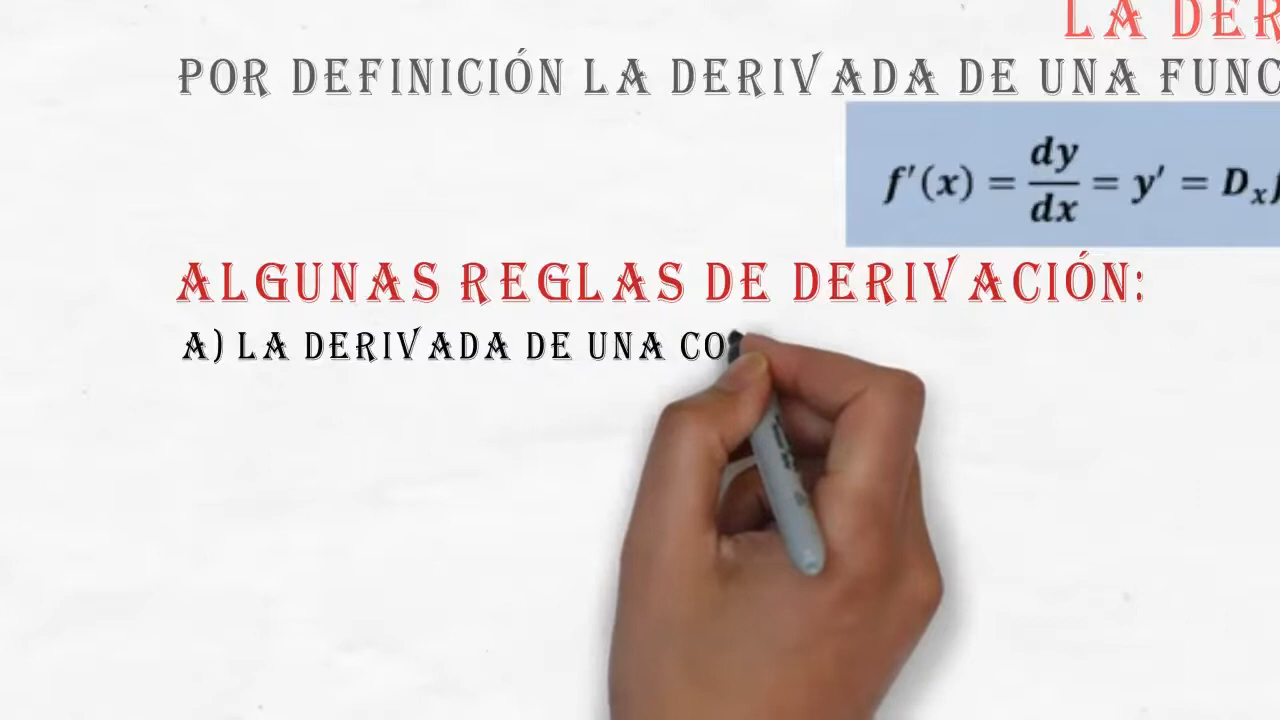 LA DER
POR DEFINICIÓN LA DERIVADA DE UNA FUNC
f'(x) = dy/dx = y' = Dₓf
ALGUNAS REGLAS DE DERIVACIÓN:
A) LA DERIVADA DE UNA CO